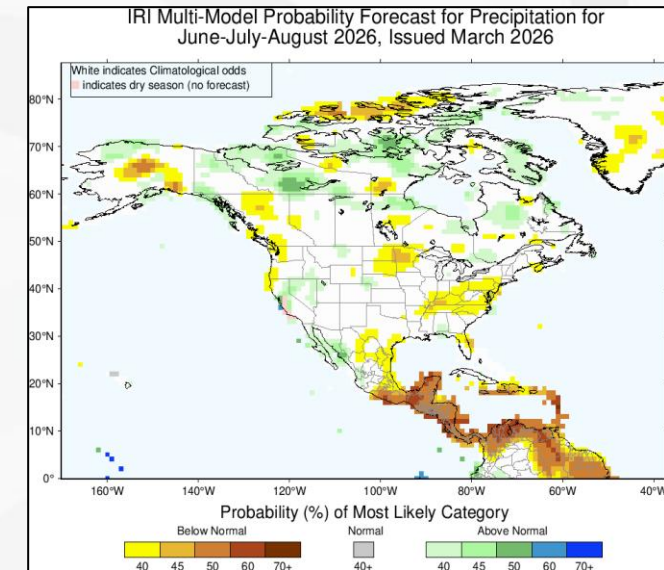 IRI Multi-Model Probability Forecast for Precipitation for
June-July-August 2026, Issued March 2026
White indicates Climatological odds
indicates dry season (no forecast)
80°N
70°N
60°N
50°N
40°N
30°N
20°N
10°N
0°
160°W 140°W 120°W 100°W 80°W 60°W 40°W
Probability (%) of Most Likely Category
Below Normal Normal Above Normal
40 45 50 60 70+ 40+ 40 45 50 60 70+